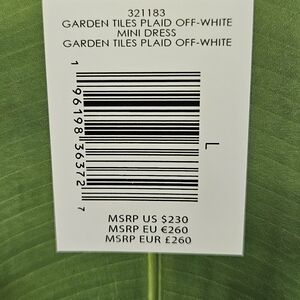 321183
GARDEN TILES PLAID OFF-WHITE
MINI DRESS
GARDEN TILES PLAID OFF-WHITE
1 96198 36372 7
L
MSRP US $230
MSRP EU €260
MSRP EUR £260